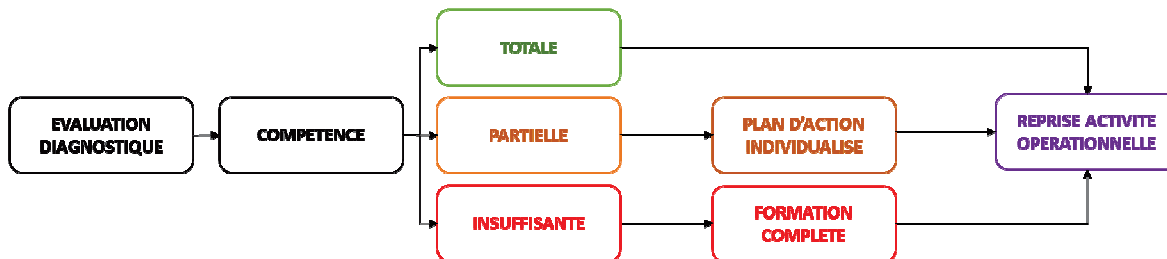 EVALUATION
DIAGNOSTIQUE
COMPETENCE
TOTALE
PARTIELLE
INSUFFISANTE
PLAN D'ACTION
INDIVIDUALISE
FORMATION
COMPLETE
REPRISE ACTIVITE
OPERATIONNELLE